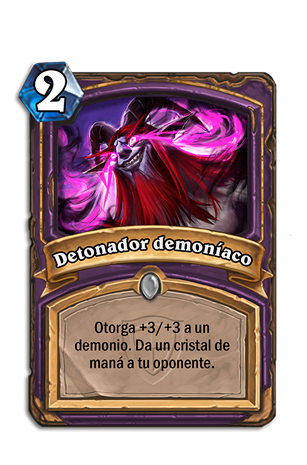 2
Detonador demoníaco
Otorga +3/+3 a un
demonio. Da un cristal de
maná a tu oponente.